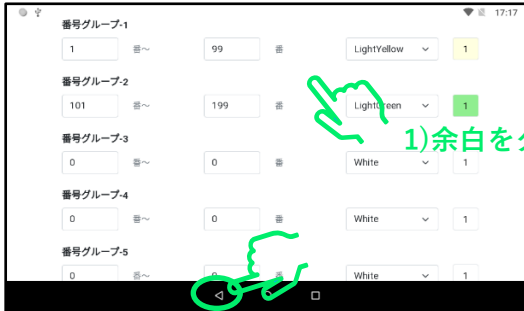 17:17
番号グループ-1
1 番～ 99 番 LightYellow 1
番号グループ-2
101 番～ 199 番 LightGreen 1
1)余白を
番号グループ-3
0 番～ 0 番 White 1
番号グループ-4
0 番～ 0 番 White 1
番号グループ-5
0 番～ 0 番 White 1